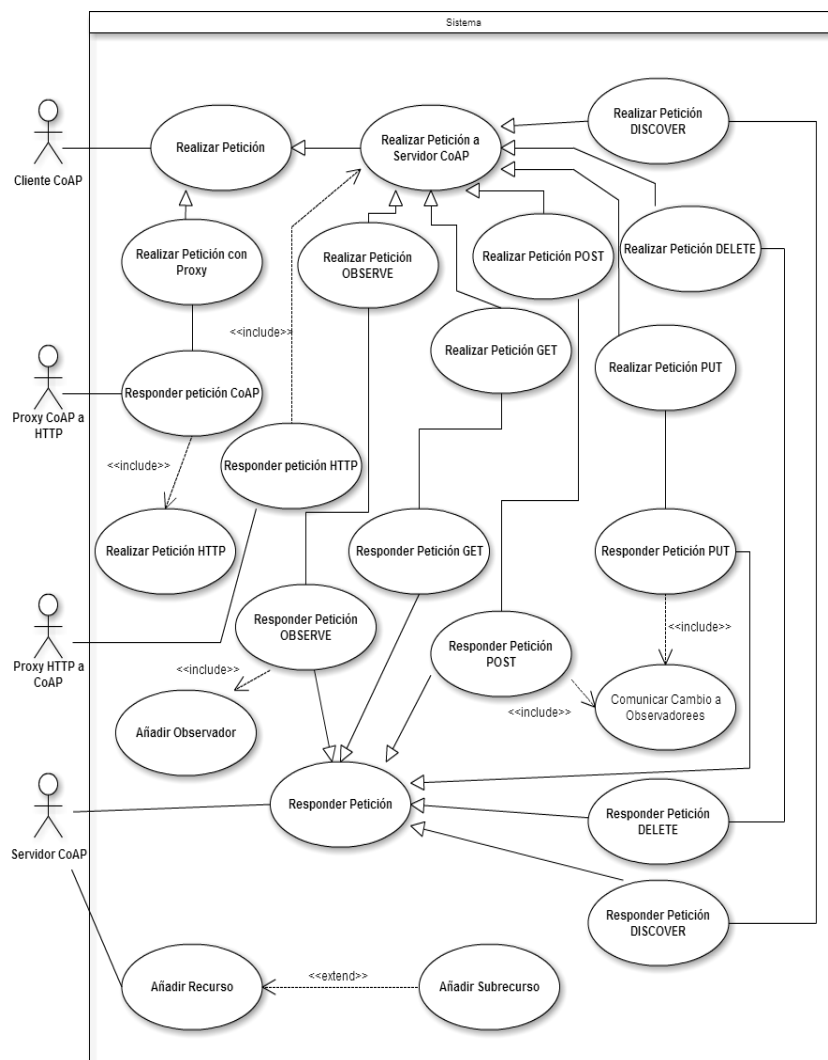 Sistema
Realizar Petición
DISCOVER
Realizar Petición
Realizar Petición a
Servidor CoAP
Cliente CoAP
Realizar Petición con
Proxy
Realizar Petición
OBSERVE
Realizar Petición POST
Realizar Petición DELETE
<<include>>
Realizar Petición GET
Realizar Petición PUT
Responder petición CoAP
Proxy CoAP a
HTTP
<<include>>
Responder petición HTTP
Realizar Petición HTTP
Responder Petición GET
Responder Petición PUT
Responder Petición
OBSERVE
Responder Petición
POST
<<include>>
Proxy HTTP a
CoAP
<<include>>
Comunicar Cambio a
Observadorees
<<include>>
Añadir Observador
Responder Petición
Responder Petición
DELETE
Servidor CoAP
Responder Petición
DISCOVER
Añadir Recurso
<<extend>>
Añadir Subrecurso